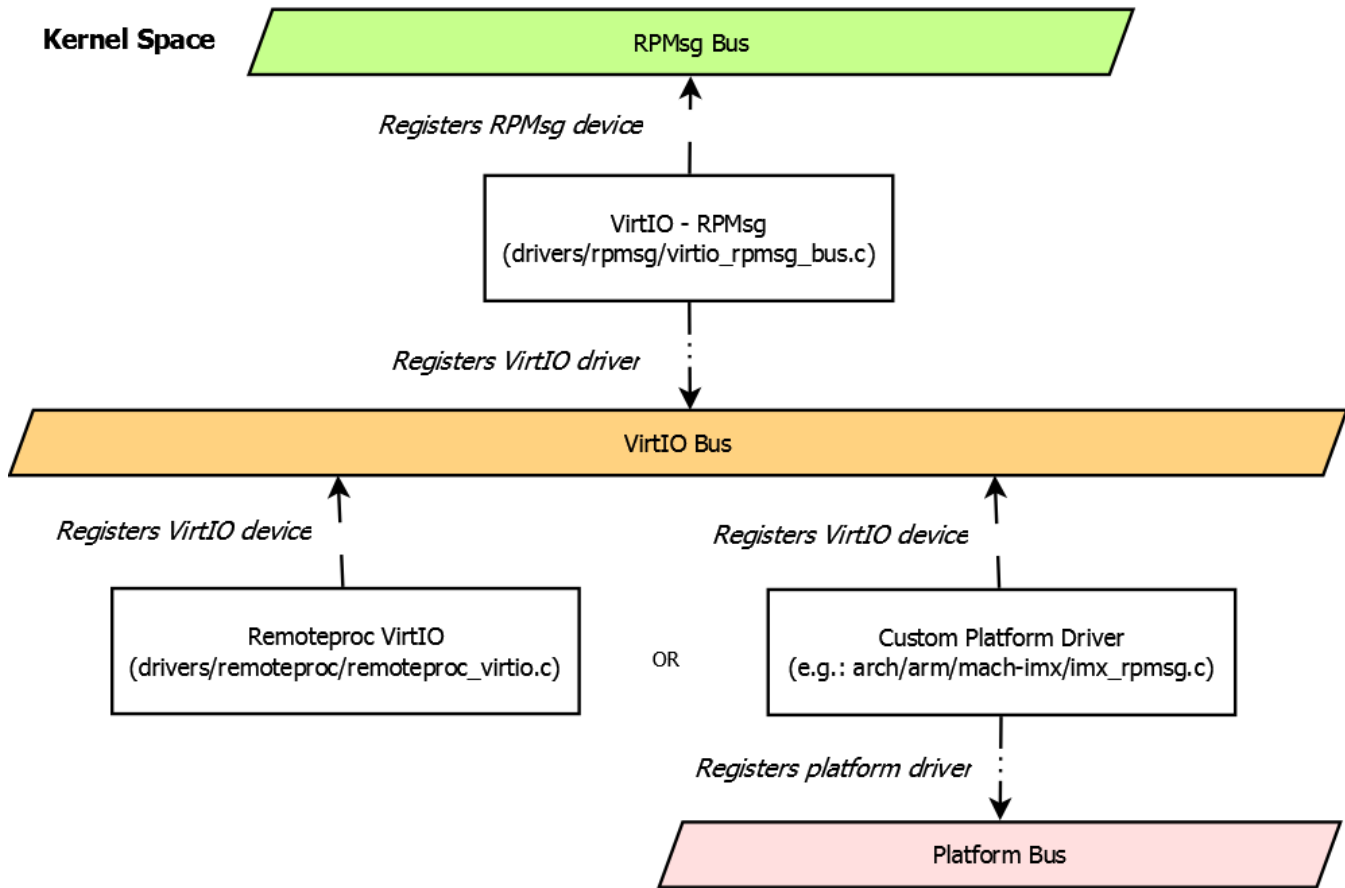 Kernel Space
RPMsg Bus
Registers RPMsg device
VirtIO - RPMsg
(drivers/rpmsg/virtio_rpmsg_bus.c)
Registers VirtIO driver
VirtIO Bus
Registers VirtIO device
Registers VirtIO device
Remoteproc VirtIO
(drivers/remoteproc/remoteproc_virtio.c)
OR
Custom Platform Driver
(e.g.: arch/arm/mach-imx/imx_rpmsg.c)
Registers platform driver
Platform Bus